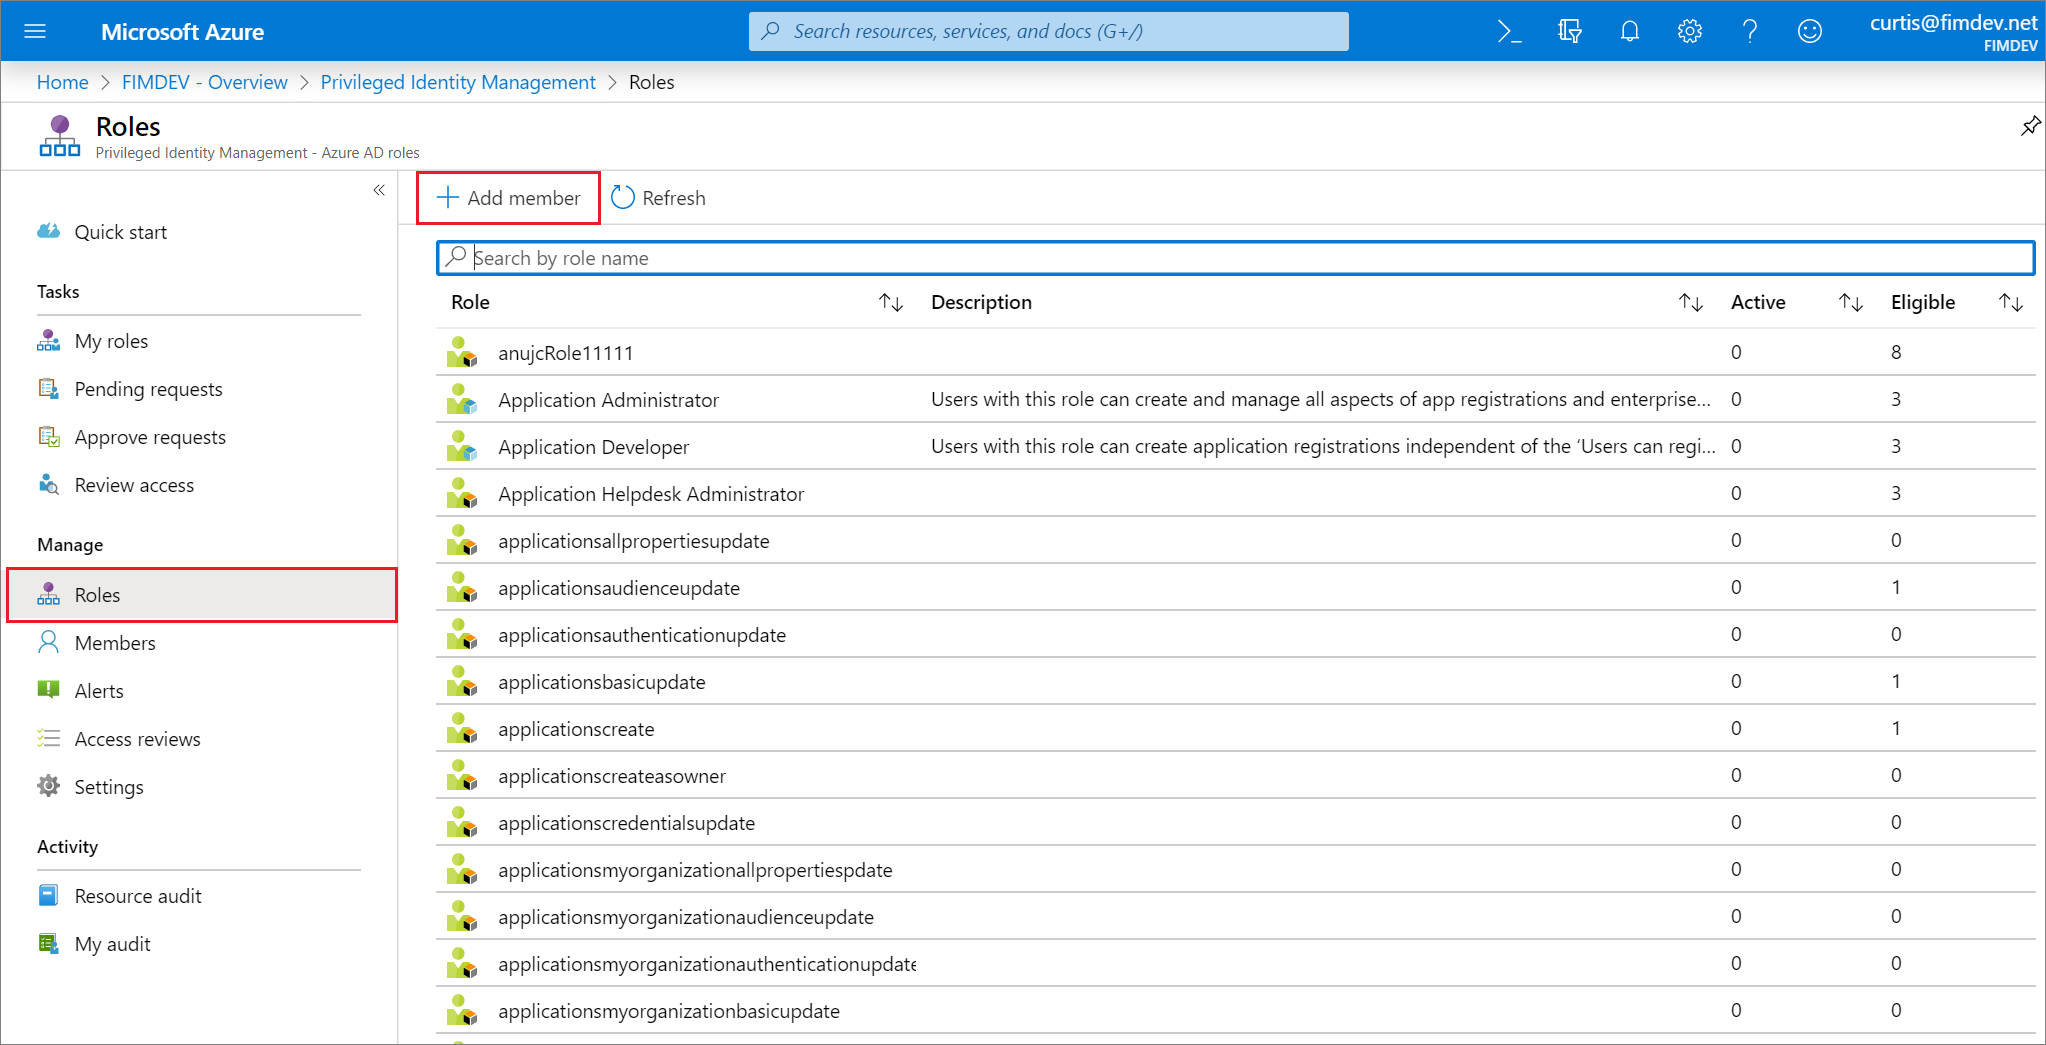 Microsoft Azure
Search resources, services, and docs (G+/)
curtis@fimdev.net
FIMDEV
Home > FIMDEV - Overview > Privileged Identity Management > Roles
Roles
Privileged Identity Management - Azure AD roles
«
Quick start
Tasks
My roles
Pending requests
Approve requests
Review access
Manage
Roles
Members
Alerts
Access reviews
Settings
Activity
Resource audit
My audit
Add member Refresh
Search by role name
Role Description Active Eligible
anujcRole11111 0 8
Application Administrator Users with this role can create and manage all aspects of app registrations and enterprise... 0 3
Application Developer Users with this role can create application registrations independent of the ‘Users can regi... 0 3
Application Helpdesk Administrator 0 3
applicationsallpropertiesupdate 0 0
applicationsaudienceupdate 0 1
applicationsauthenticationupdate 0 0
applicationsbasicupdate 0 1
applicationscreate 0 1
applicationscreateasowner 0 0
applicationscredentialsupdate 0 0
applicationsmyorganizationallpropertiespdate 0 0
applicationsmyorganizationaudienceupdate 0 0
applicationsmyorganizationauthenticationupdate 0 0
applicationsmyorganizationbasicupdate 0 0